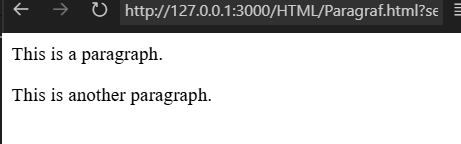 http://127.0.0.1:3000/HTML/Paragraf.html?se
This is a paragraph.
This is another paragraph.